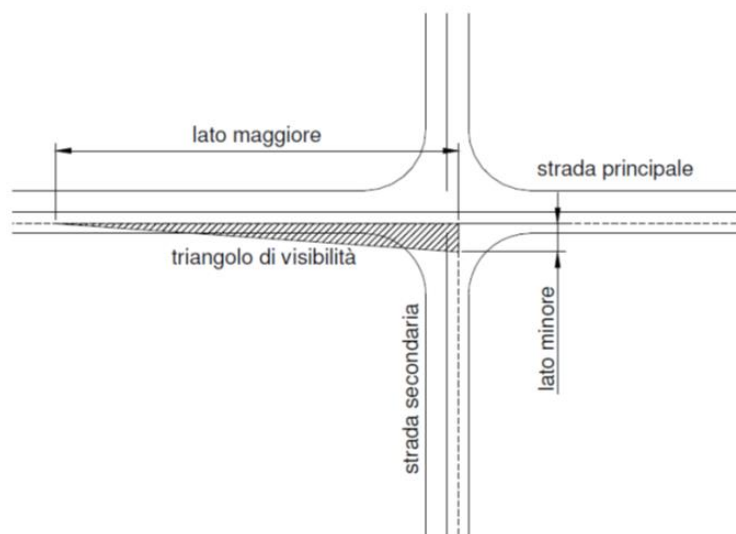 lato maggiore
strada principale
triangolo di visibilità
strada secondaria
lato minore